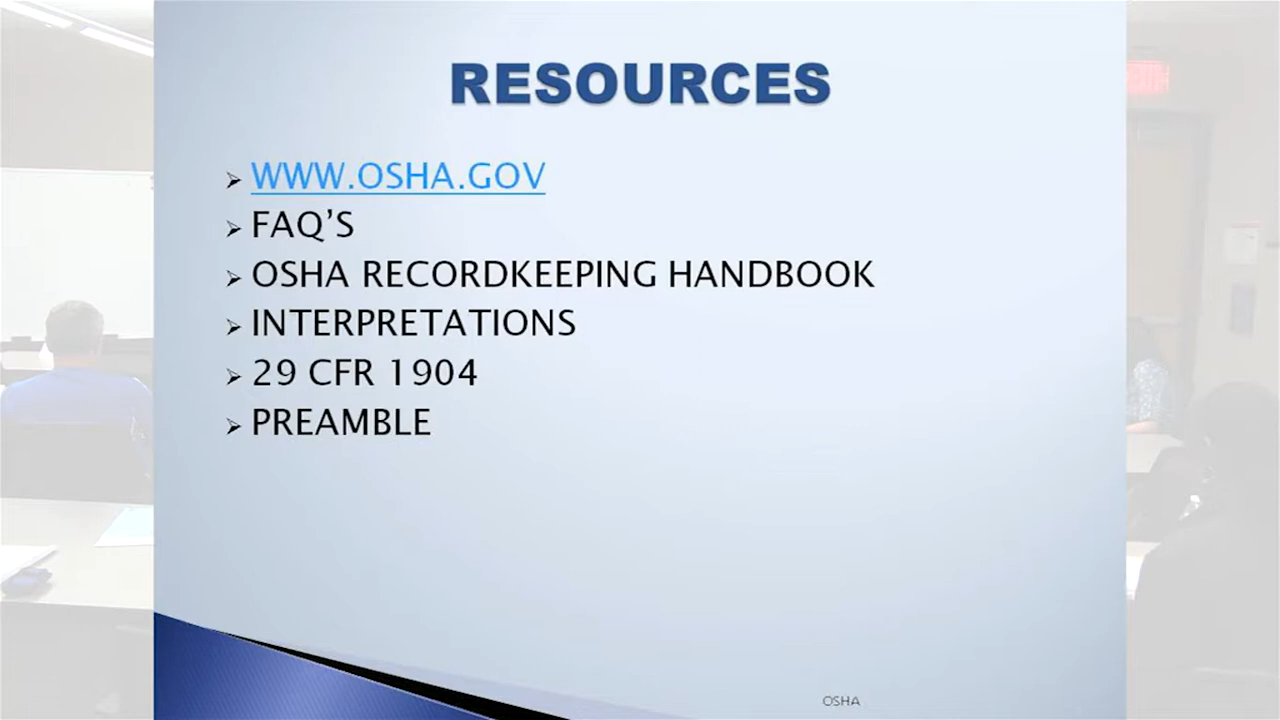 RESOURCES
WWW.OSHA.GOV
FAQ’S
OSHA RECORDKEEPING HANDBOOK
INTERPRETATIONS
29 CFR 1904
PREAMBLE
OSHA